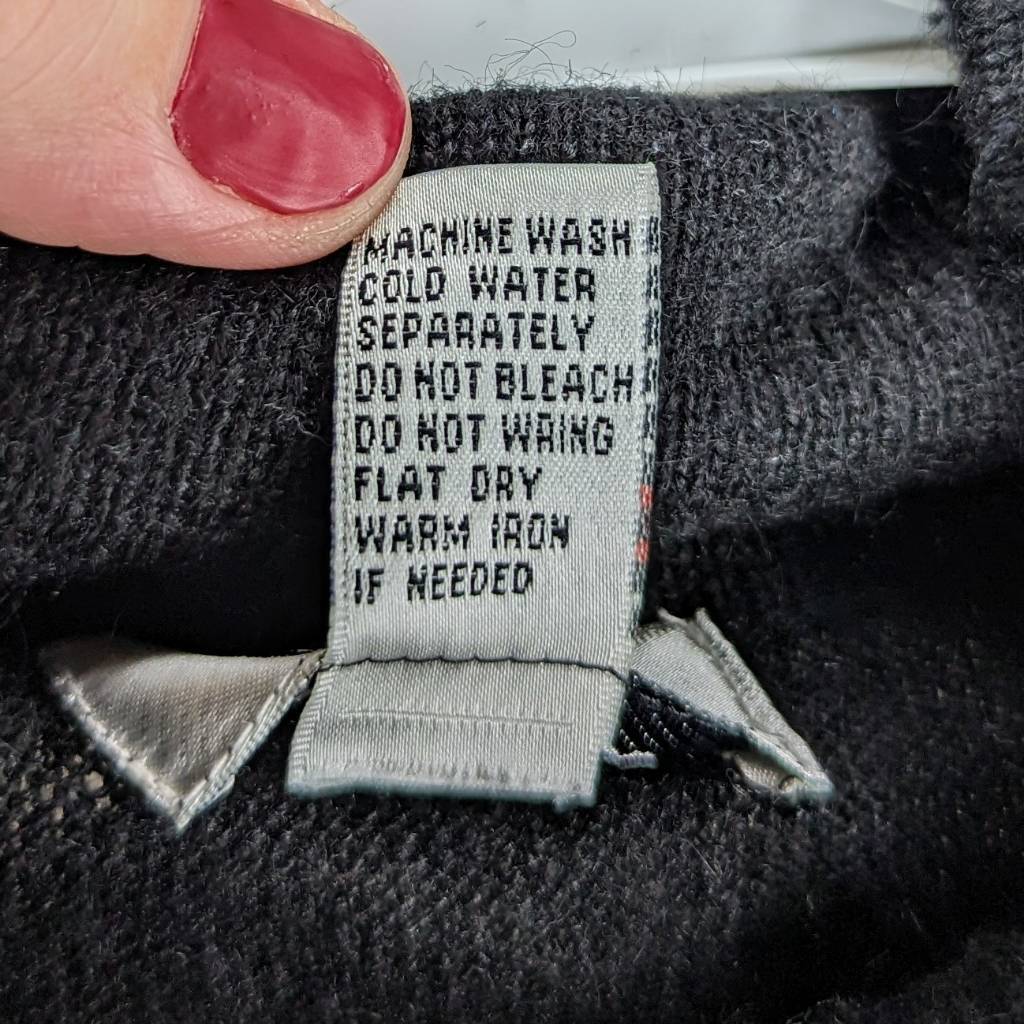 MACHINE WASH
COLD WATER
SEPARATELY
DO NOT BLEACH
DO NOT WRING
FLAT DRY
WARM IRON
IF NEEDED